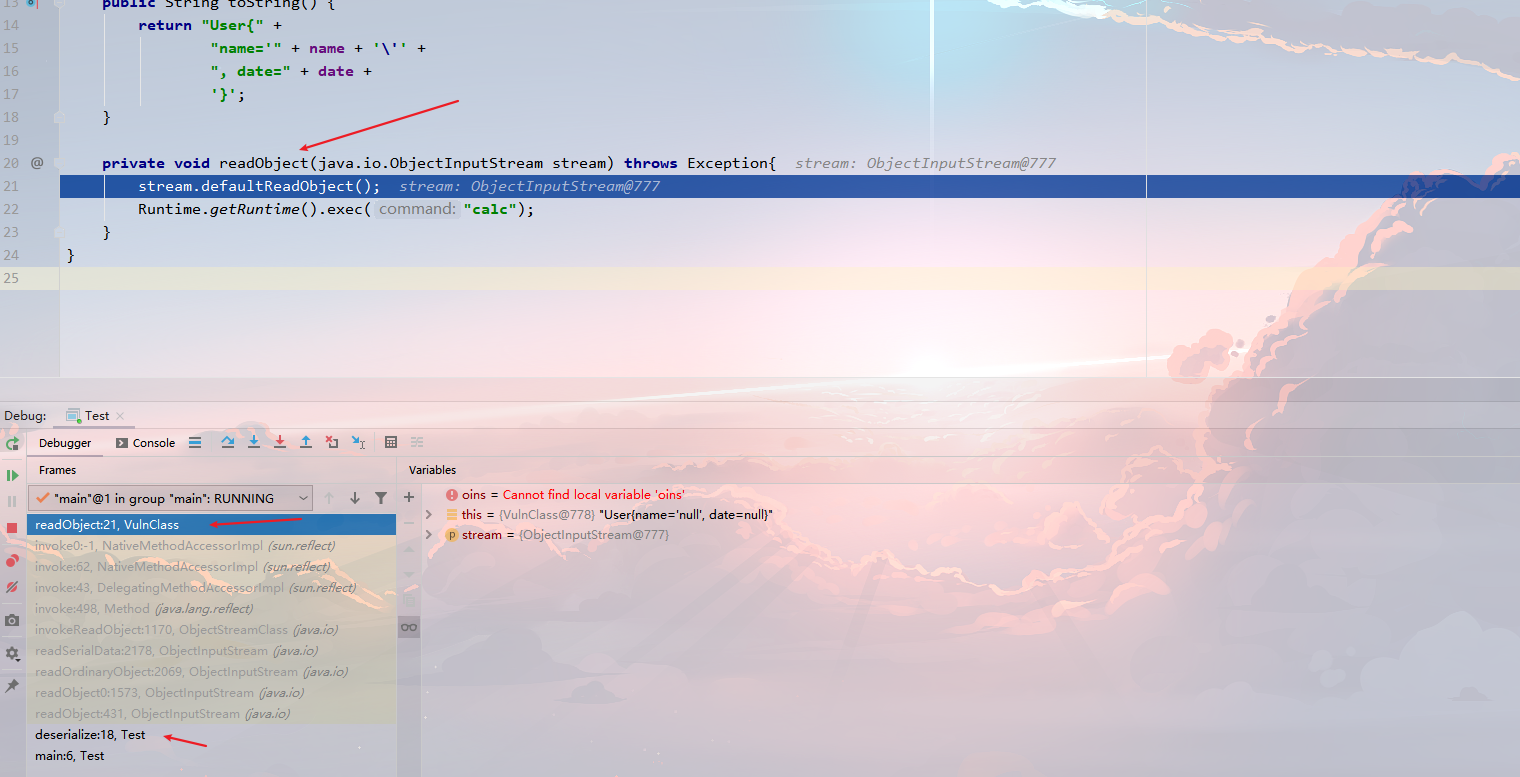 13 public String toString() {
14 return "User{" +
15 "name='" + name + '\'' +
16 ", date=" + date +
17 '}';
18 }
19
20 @ private void readObject(java.io.ObjectInputStream stream) throws Exception{ stream: ObjectInputStream@777
21 stream.defaultReadObject(); stream: ObjectInputStream@777
22 Runtime.getRuntime().exec( command: "calc");
23 }
24 }
25
Debug: Test
Debugger Console
Frames
"main"@1 in group "main": RUNNING
readObject:21, VulnClass
invoke0:-1, NativeMethodAccessorImpl (sun.reflect)
invoke:62, NativeMethodAccessorImpl (sun.reflect)
invoke:43, DelegatingMethodAccessorImpl (sun.reflect)
invoke:498, Method (java.lang.reflect)
invokeReadObject:1170, ObjectStreamClass (java.io)
readSerialData:2178, ObjectInputStream (java.io)
readOrdinaryObject:2069, ObjectInputStream (java.io)
readObject0:1573, ObjectInputStream (java.io)
readObject:431, ObjectInputStream (java.io)
deserialize:18, Test
main:6, Test
Variables
oins = Cannot find local variable 'oins'
this = {VulnClass@778} "User{name='null', date=null}"
p stream = {ObjectInputStream@777}